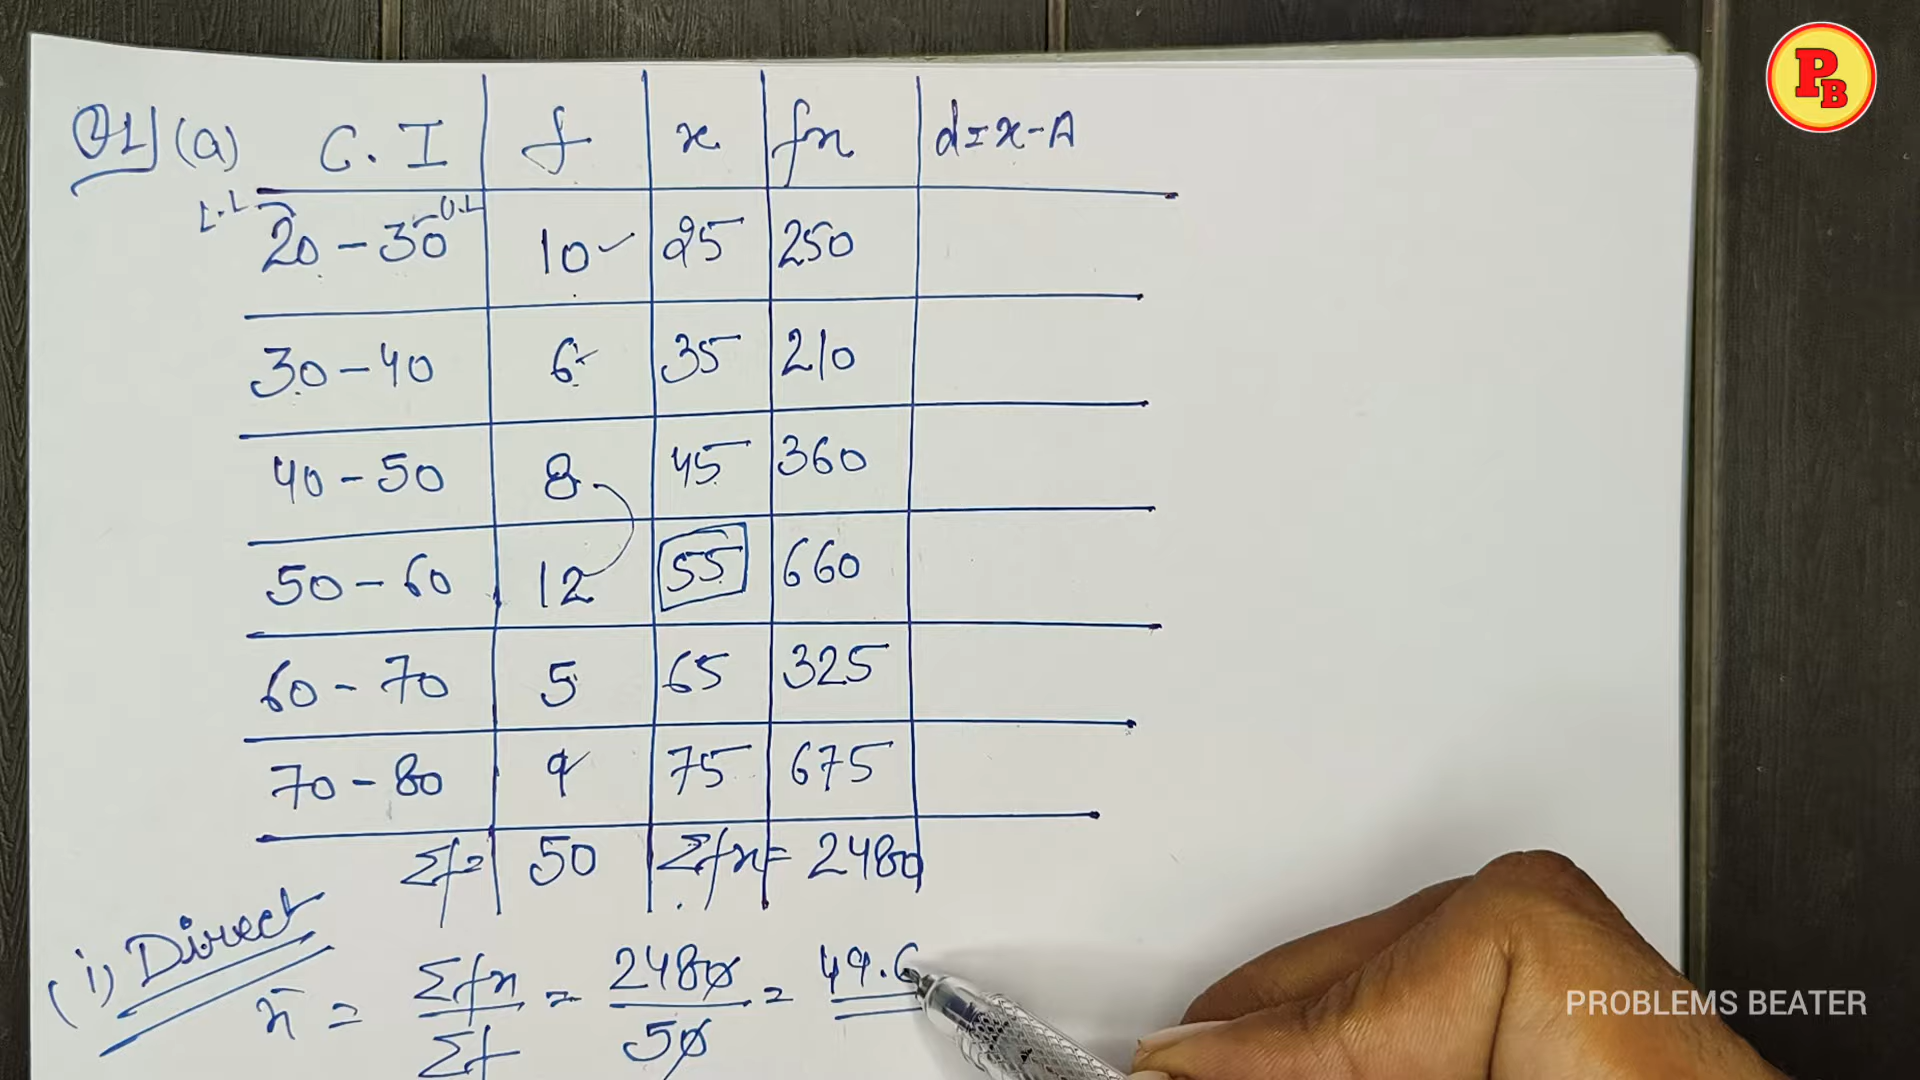 Q1 (a) C.I f x fx d=x-A
L.L U.L
20-30 10 25 250
30-40 6 35 210
40-50 8 45 360
50-60 12 55 660
60-70 5 65 325
70-80 9 75 675
Σf= 50 Σfx= 2480
(i) Direct
x̄ = Σfx/Σf = 2480/50 = 49.6
PB
PROBLEMS BEATER